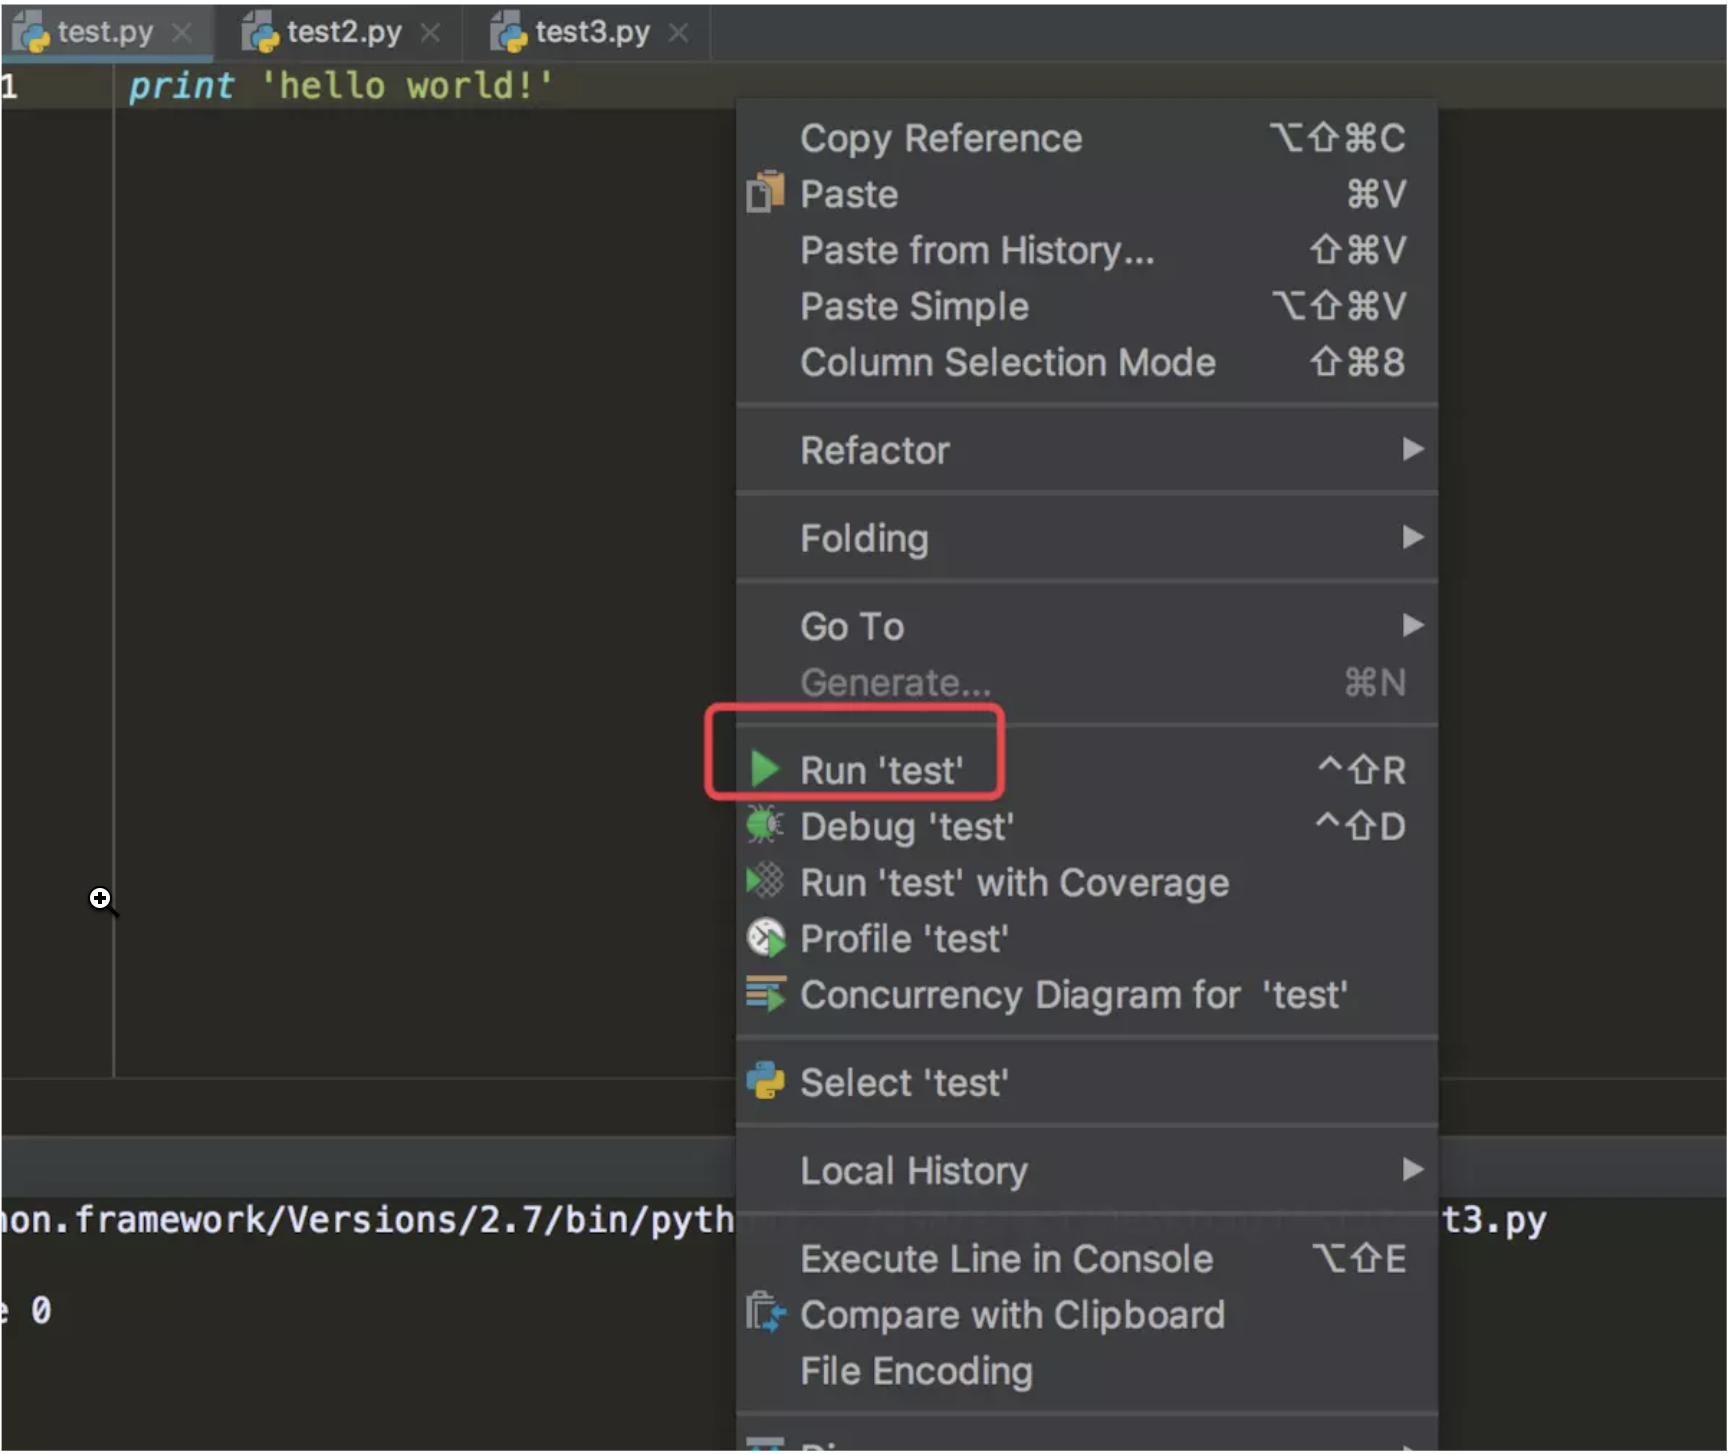 test.py test2.py test3.py
1 print 'hello world!'
Copy Reference ⌥⇧⌘C
Paste ⌘V
Paste from History... ⇧⌘V
Paste Simple ⌥⇧⌘V
Column Selection Mode ⇧⌘8
Refactor
Folding
Go To
Generate... ⌘N
Run 'test' ^⇧R
Debug 'test' ^⇧D
Run 'test' with Coverage
Profile 'test'
Concurrency Diagram for 'test'
Select 'test'
Local History
on.framework/Versions/2.7/bin/pyth t3.py
Execute Line in Console ⌥⇧E
0
Compare with Clipboard
File Encoding